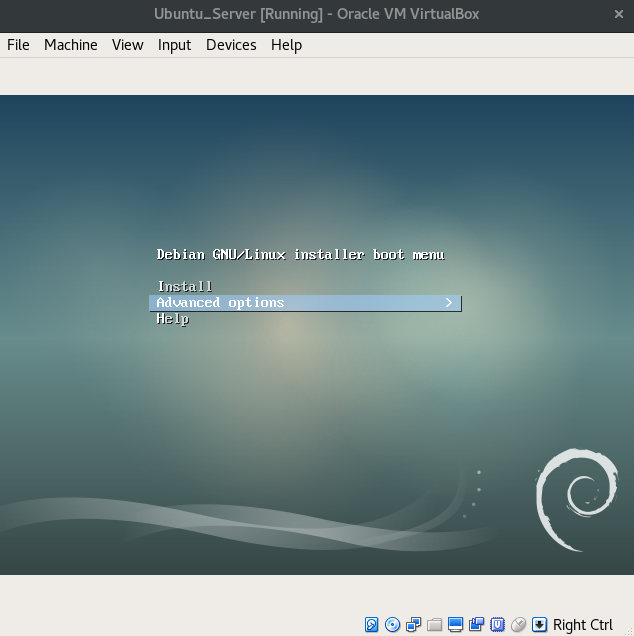 Ubuntu_Server [Running] - Oracle VM VirtualBox
File Machine View Input Devices Help
Debian GNU/Linux installer boot menu
Install
Advanced options >
Help
Right Ctrl